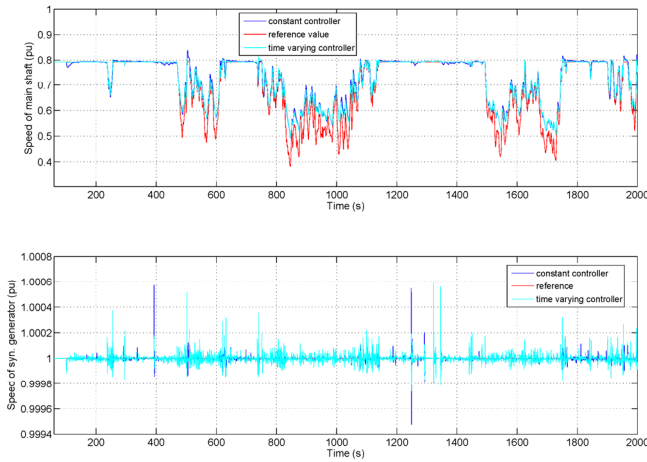 constant controller
reference value
time varying controller
Speed of main shaft (pu)
1
0.9
0.8
0.7
0.6
0.5
0.4
200 400 600 800 1000 1200 1400 1600 1800 2000
Time (s)
constant controller
reference
time varying controller
Speec of syn. generator (pu)
1.0008
1.0006
1.0004
1.0002
1
0.9998
0.9996
0.9994
200 400 600 800 1000 1200 1400 1600 1800 2000
Time (s)